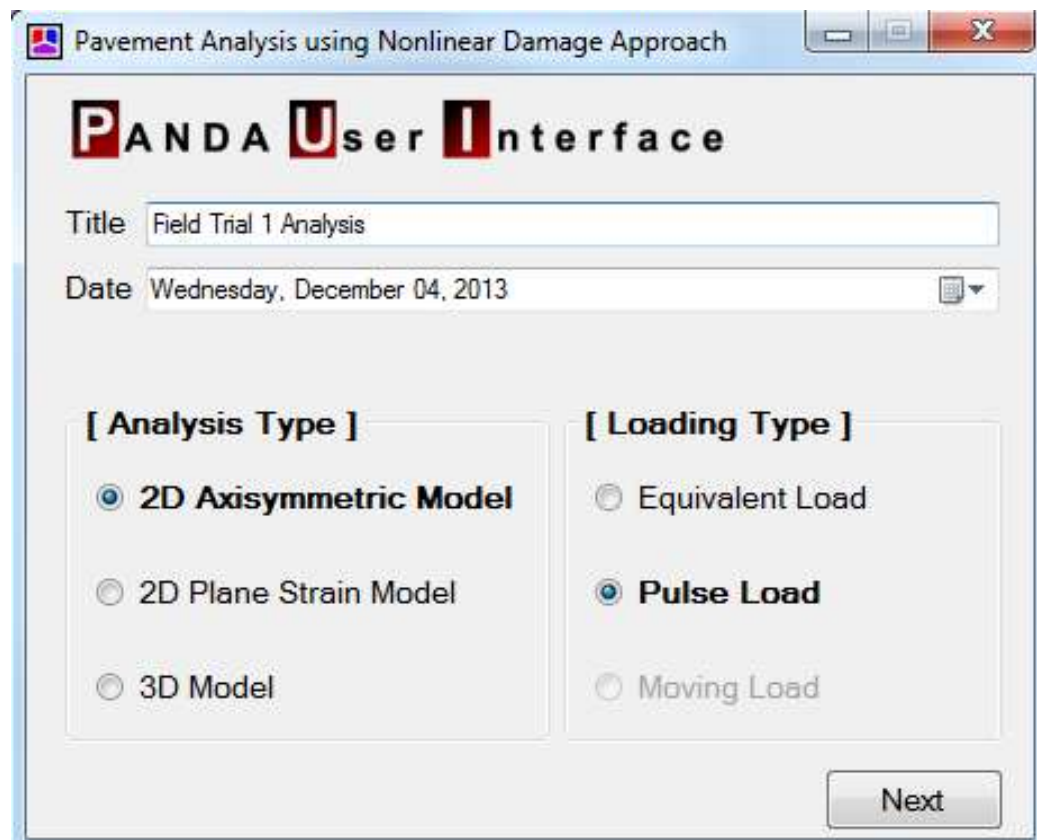 Pavement Analysis using Nonlinear Damage Approach
PANDA User Interface
Title Field Trial 1 Analysis
Date Wednesday, December 04, 2013
[ Analysis Type ]
2D Axisymmetric Model
2D Plane Strain Model
3D Model
[ Loading Type ]
Equivalent Load
Pulse Load
Moving Load
Next